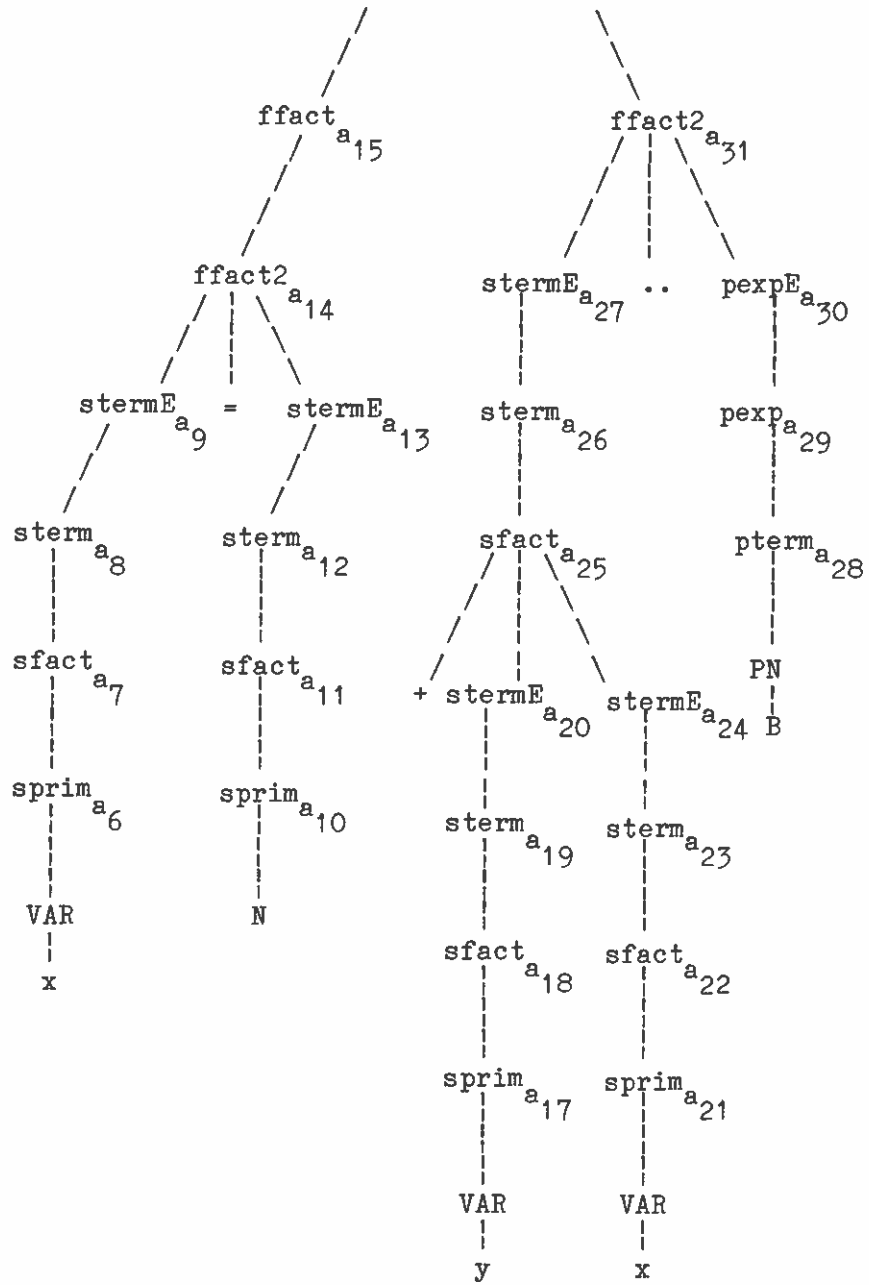 ffact a15 ffact2 a31
ffact2 a14 stermE a27 .. pexpE a30
stermE a9 = stermE a13 sterm a26 pexp a29
sterm a8 sterm a12 sfact a25 pterm a28
sfact a7 sfact a11 + stermE a20 stermE a24 PN B
sprim a6 sprim a10 sterm a19 sterm a23
VAR N sfact a18 sfact a22
x
sprim a17 sprim a21
VAR VAR
y x